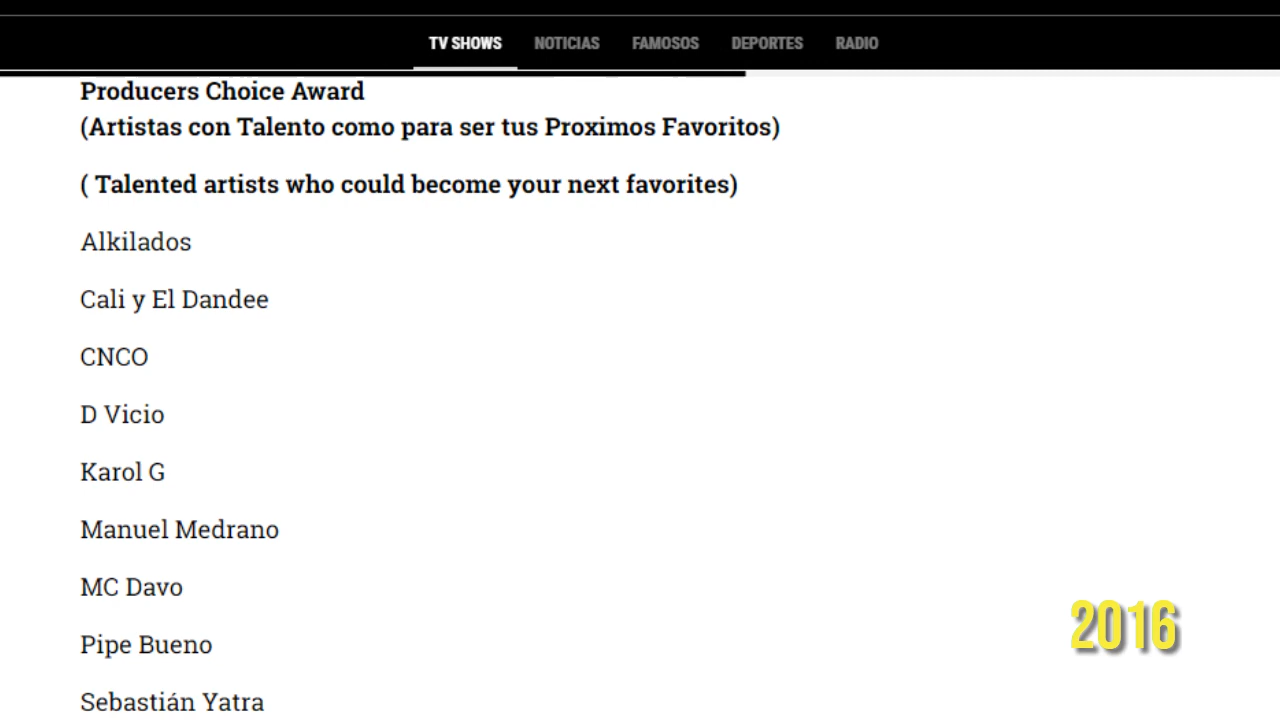 TV SHOWS NOTICIAS FAMOSOS DEPORTES RADIO
Producers Choice Award
(Artistas con Talento como para ser tus Proximos Favoritos)
( Talented artists who could become your next favorites)
Alkilados
Cali y El Dandee
CNCO
D Vicio
Karol G
Manuel Medrano
MC Davo
Pipe Bueno
2016
Sebastián Yatra